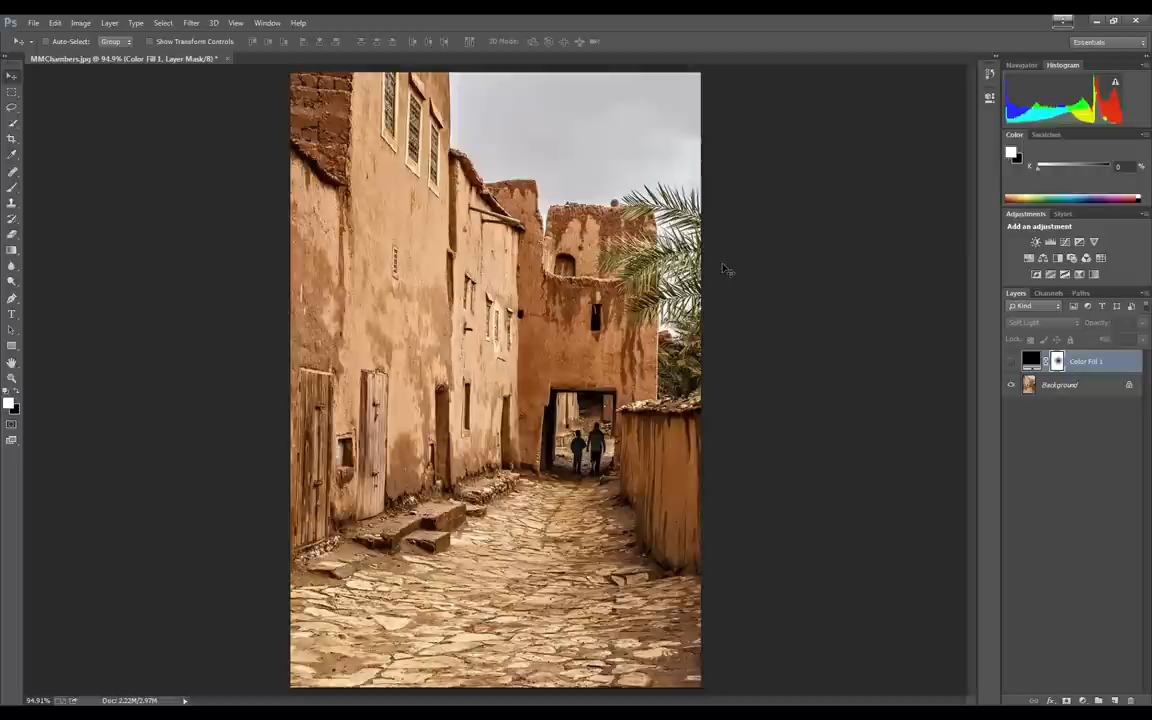 Ps File Edit Image Layer Type Select Filter 3D View Window Help
Auto-Select: Group Show Transform Controls 3D Mode: Essentials
MMChambers.jpg @ 94.9% (Color Fill 1, Layer Mask/8) * ×
Navigator Histogram
Color Swatches
K 0 %
Adjustments Styles
Add an adjustment
Layers Channels Paths
Kind
Soft Light Opacity:
Lock:
Color Fill 1
Background
94.91% Doc: 2.22M/2.97M